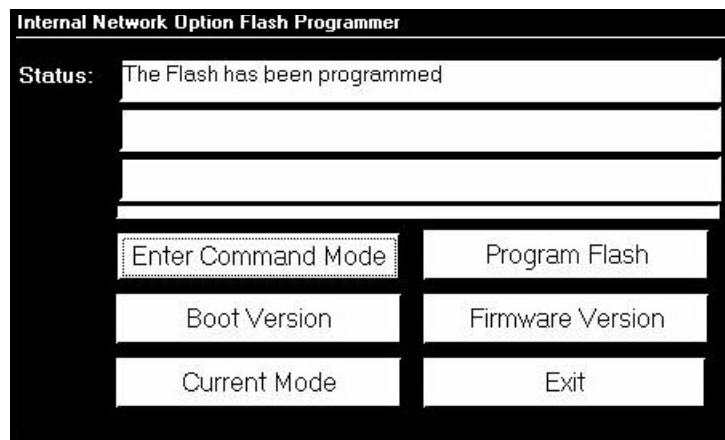 Internal Network Option Flash Programmer
Status: The Flash has been programmed
Enter Command Mode Program Flash
Boot Version Firmware Version
Current Mode Exit